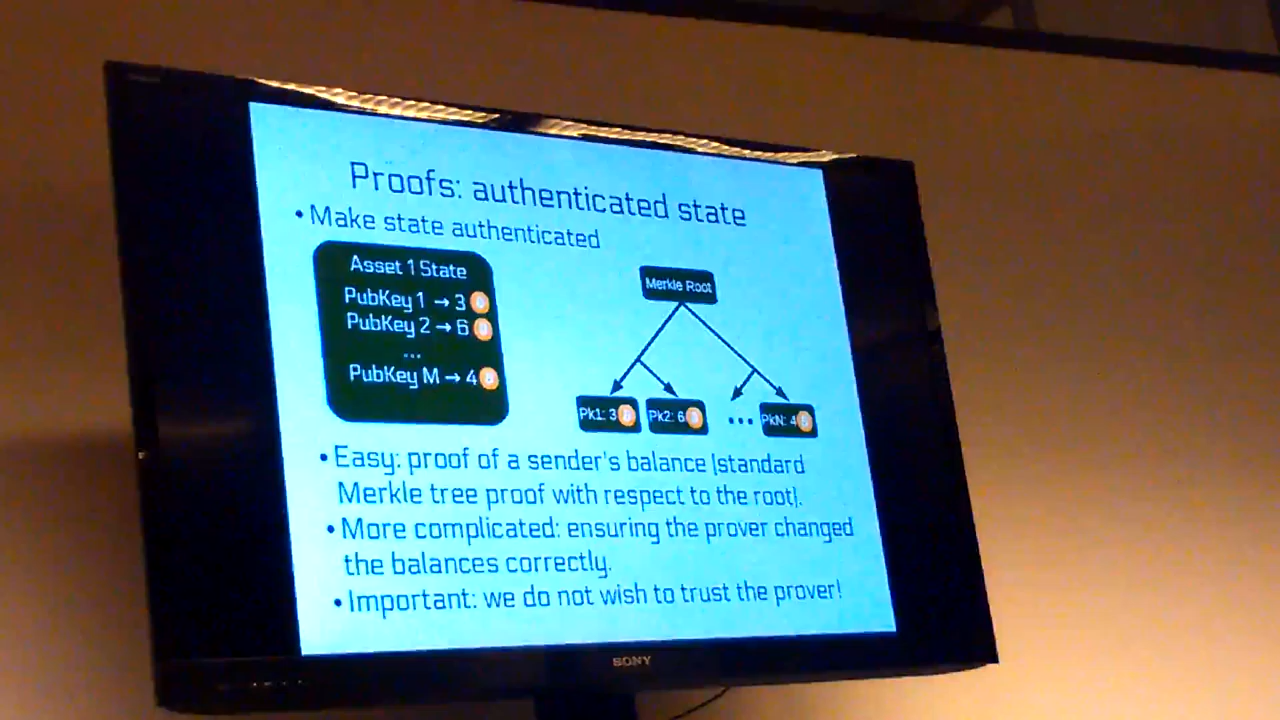 Proofs: authenticated state
• Make state authenticated
Asset 1 State
PubKey 1 → 3
PubKey 2 → 6
...
PubKey M → 4
Merkle Root
Pk1: 3
Pk2: 6
...
PkN: 4
• Easy: proof of a sender's balance (standard
Merkle tree proof with respect to the root).
• More complicated: ensuring the prover changed
the balances correctly.
• Important: we do not wish to trust the prover!
SONY